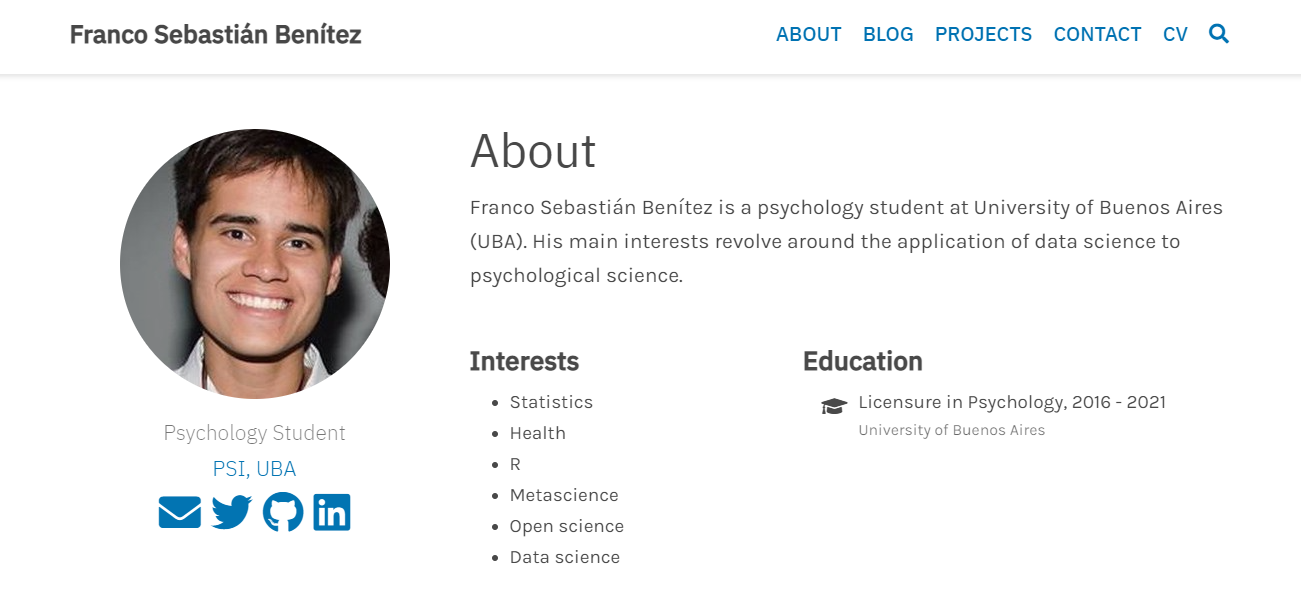 Franco Sebastián Benítez
ABOUT BLOG PROJECTS CONTACT CV
About
Franco Sebastián Benítez is a psychology student at University of Buenos Aires
(UBA). His main interests revolve around the application of data science to
psychological science.
Interests
Statistics
Health
R
Metascience
Open science
Data science
Education
Licensure in Psychology, 2016 - 2021
University of Buenos Aires
Psychology Student
PSI, UBA